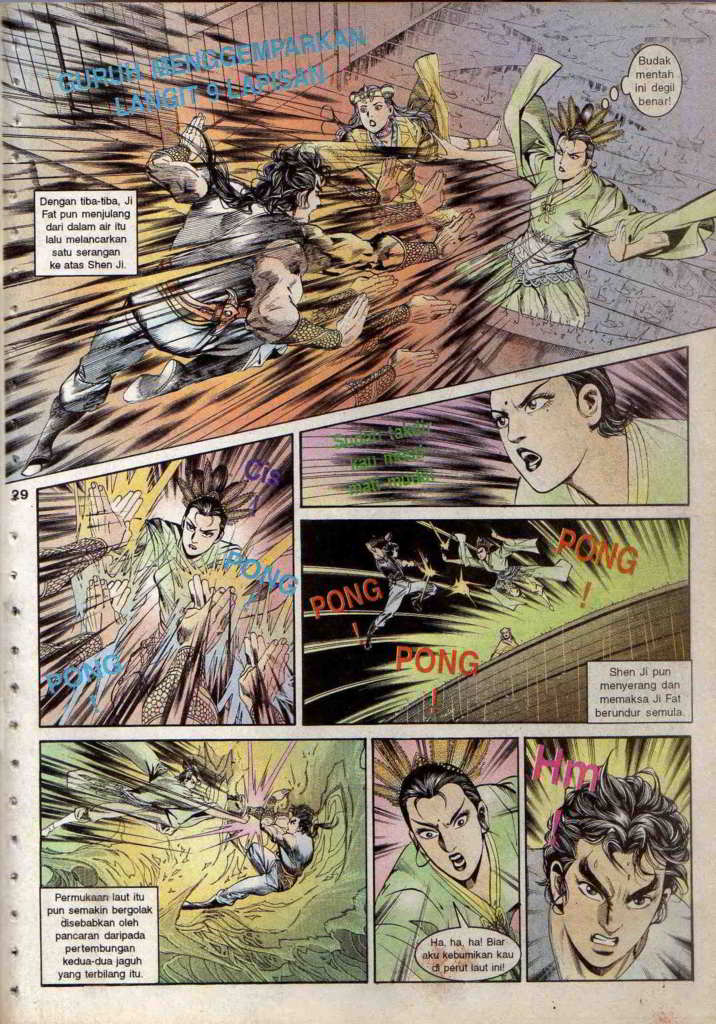 GURUH MENGGEMPARKAN
LANGIT 9 LAPISAN
Budak
mentah
ini degil
benar!
Dengan tiba-tiba, Ji
Fat pun menjulang
dari dalam air itu
lalu melancarkan
satu serangan
ke atas Shen Ji.
29
Cis
!
PONG
!
PONG
!
PONG
!
PONG
!
PONG
!
Shen Ji pun
menyerang dan
memaksa Ji Fat
berundur semula.
Permukaan laut itu
pun semakin bergolak
disebabkan oleh
pancaran daripada
pertembungan
kedua-dua jaguh
yang terbilang itu.
Ha, ha, ha! Biar
aku kebumikan kau
di perut laut ini!
Hm
!